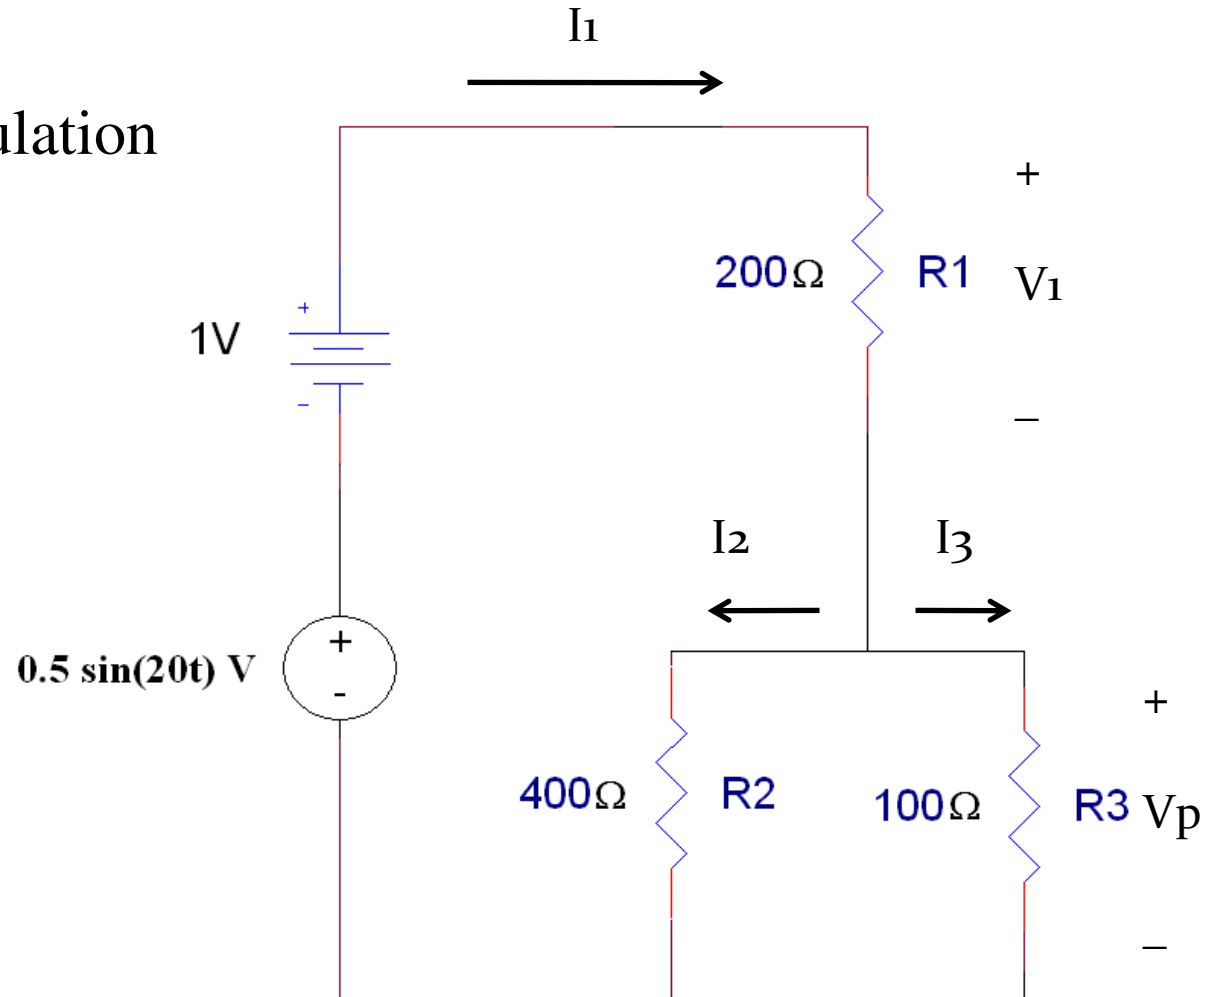 I1
ulation
+
200Ω R1 V1
+
1V
–
–
I2 I3
+
0.5 sin(20t) V
-
+
400Ω R2 100Ω R3 Vp
–